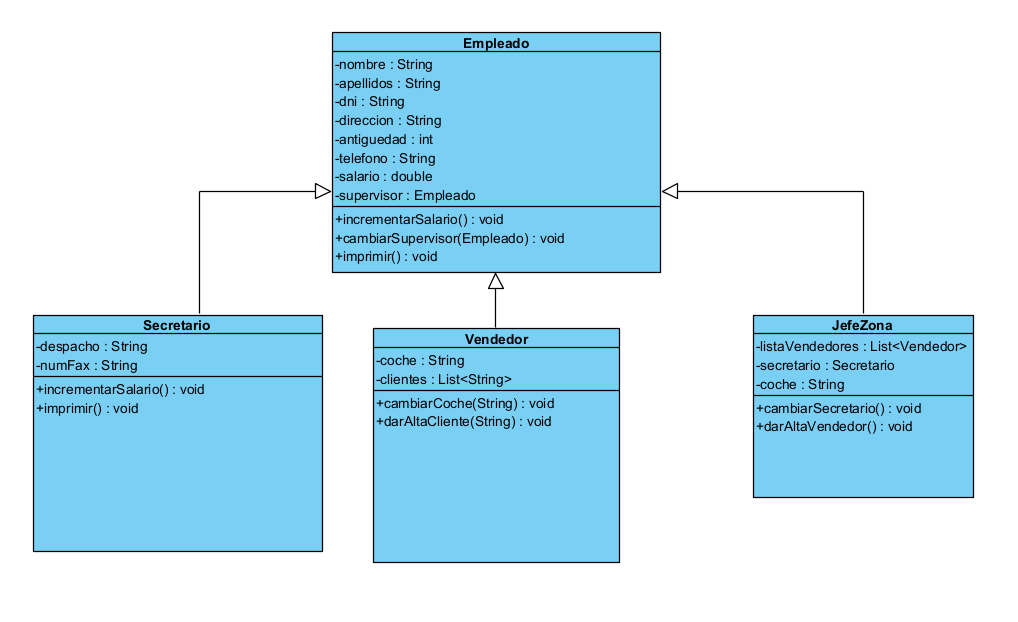 Empleado
-nombre : String
-apellidos : String
-dni : String
-direccion : String
-antiguedad : int
-telefono : String
-salario : double
-supervisor : Empleado
+incrementarSalario() : void
+cambiarSupervisor(Empleado) : void
+imprimir() : void
Secretario
-despacho : String
-numFax : String
+incrementarSalario() : void
+imprimir() : void
Vendedor
-coche : String
-clientes : List<String>
+cambiarCoche(String) : void
+darAltaCliente(String) : void
JefeZona
-listaVendedores : List<Vendedor>
-secretario : Secretario
-coche : String
+cambiarSecretario() : void
+darAltaVendedor() : void